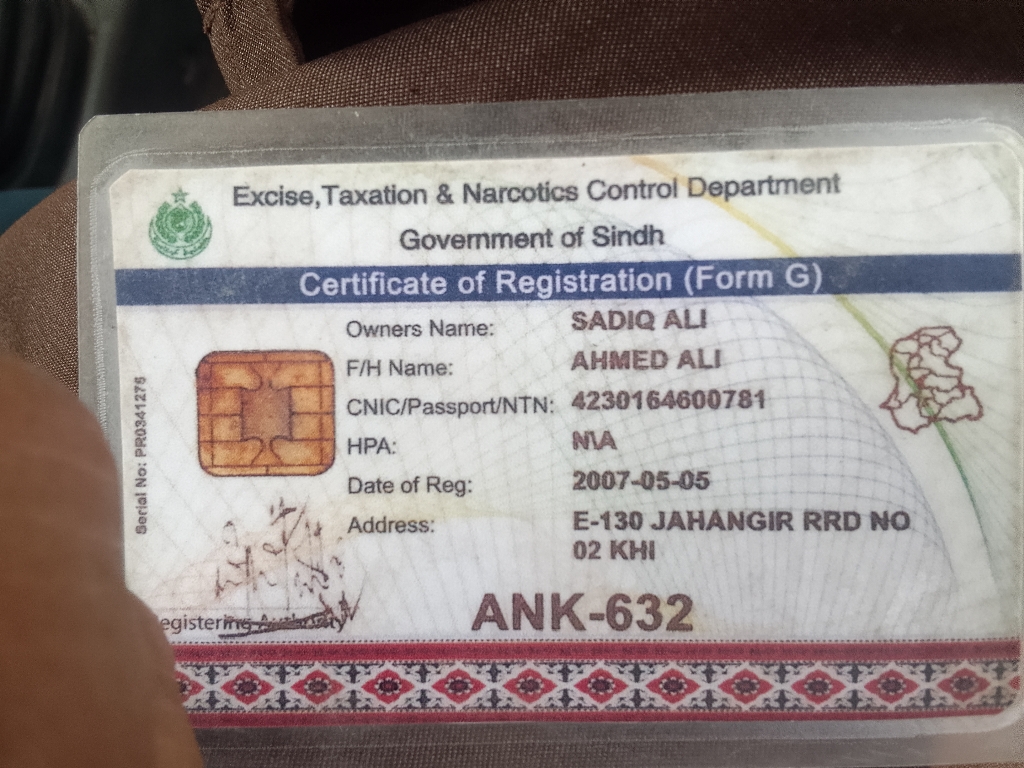 Excise,Taxation & Narcotics Control Department
Government of Sindh
Certificate of Registration (Form G)
Owners Name: SADIQ ALI
F/H Name: AHMED ALI
CNIC/Passport/NTN: 4230164600781
HPA: N\A
Date of Reg: 2007-05-05
Address: E-130 JAHANGIR RRD NO
02 KHI
Serial No: PR0341275
egistering Authority
ANK-632